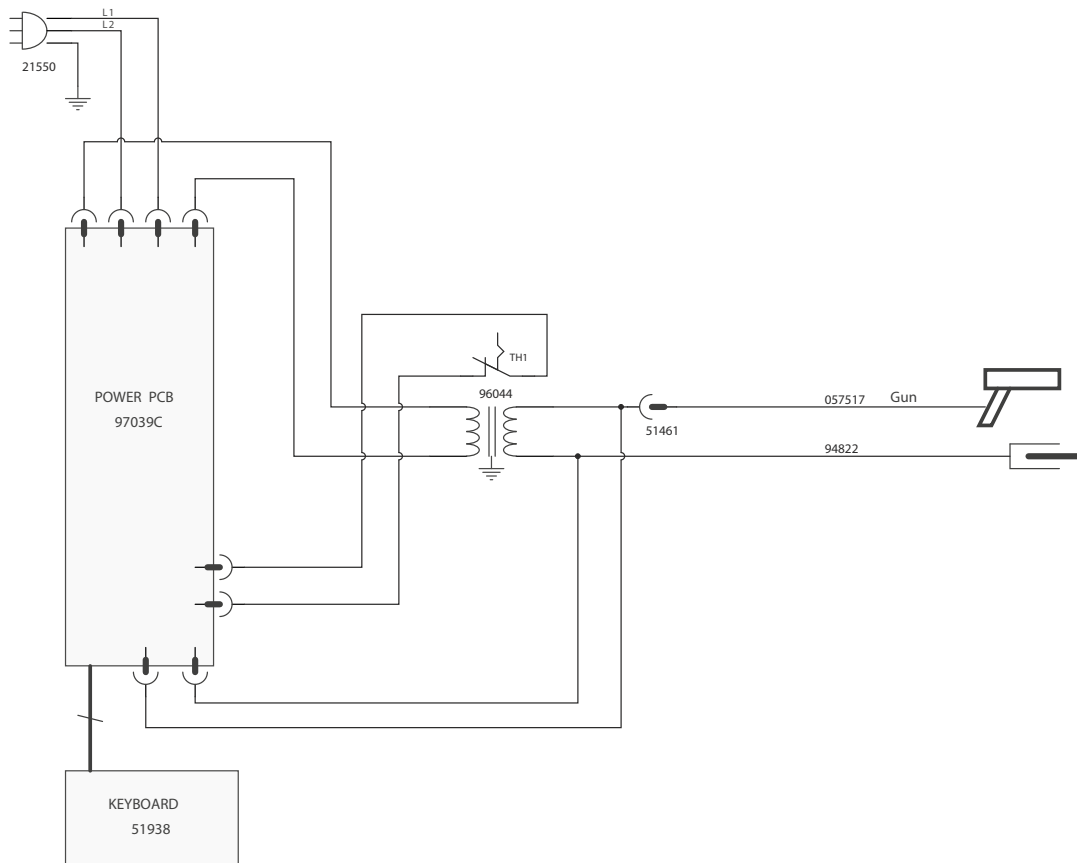 L1
L2
21550
POWER PCB
97039C
TH1
96044
057517 Gun
51461
94822
KEYBOARD
51938